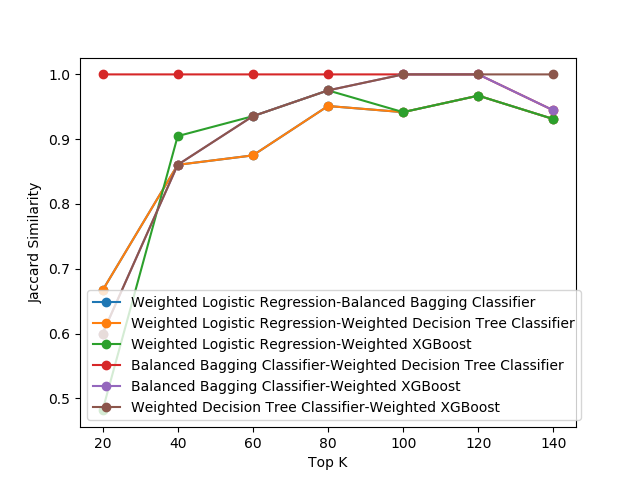 1.0
0.9
0.8
0.7
0.6
0.5
Jaccard Similarity
Weighted Logistic Regression-Balanced Bagging Classifier
Weighted Logistic Regression-Weighted Decision Tree Classifier
Weighted Logistic Regression-Weighted XGBoost
Balanced Bagging Classifier-Weighted Decision Tree Classifier
Balanced Bagging Classifier-Weighted XGBoost
Weighted Decision Tree Classifier-Weighted XGBoost
20 40 60 80 100 120 140
Top K